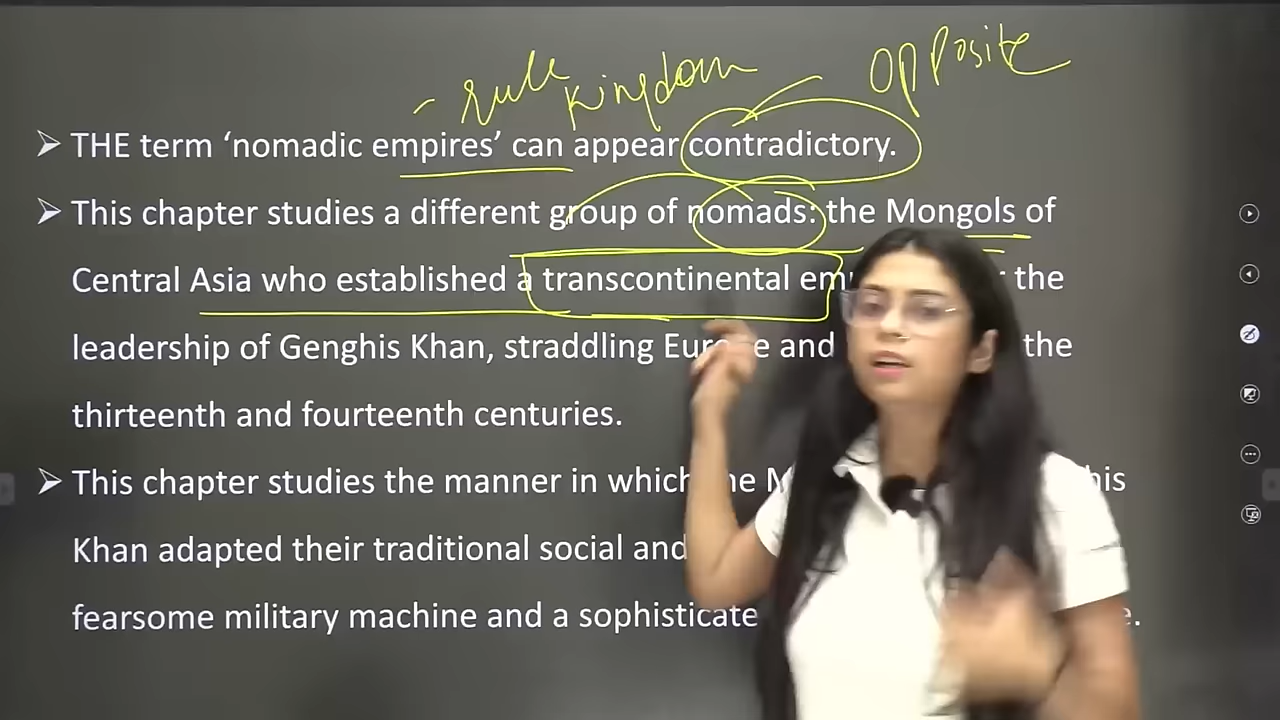 - rule kingdom opposite
➢ THE term ‘nomadic empires’ can appear contradictory.
➢ This chapter studies a different group of nomads: the Mongols of
Central Asia who established a transcontinental the
leadership of Genghis Khan, straddling Europe and the
thirteenth and fourteenth centuries.
➢ This chapter studies the manner in which
Khan adapted their traditional social and
fearsome military machine and a sophisticate